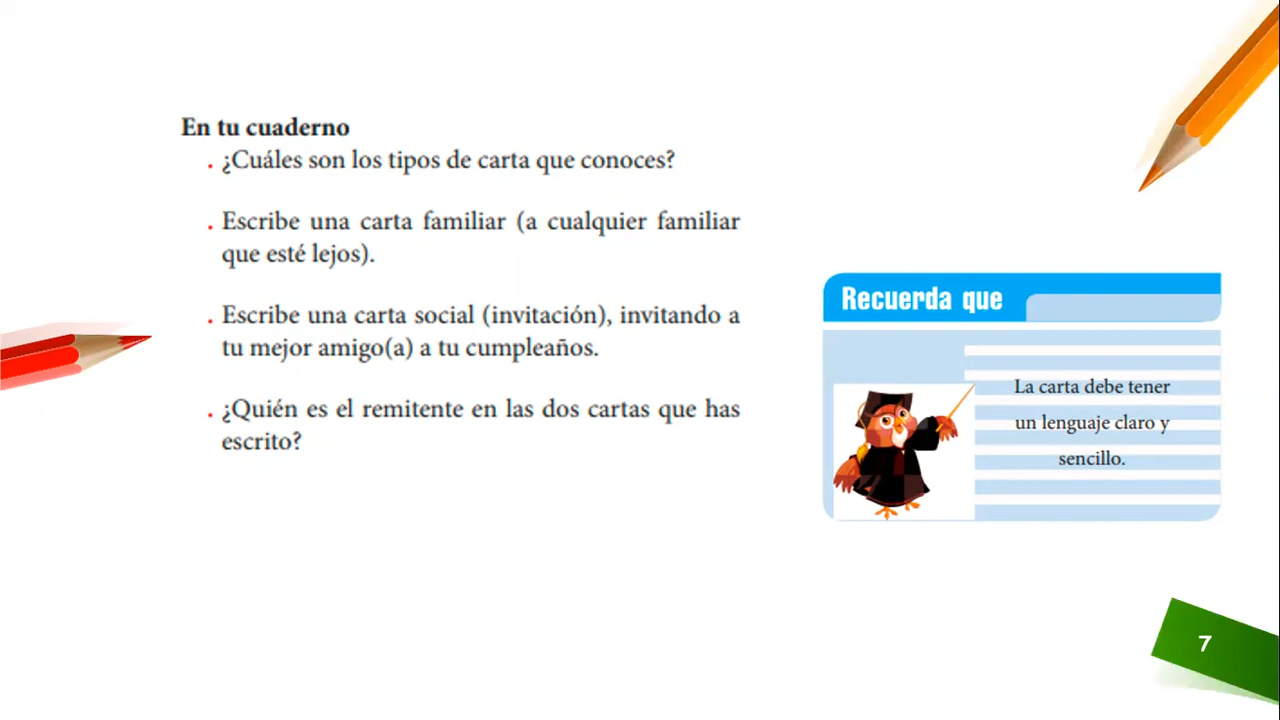 En tu cuaderno
. ¿Cuáles son los tipos de carta que conoces?
. Escribe una carta familiar (a cualquier familiar
que esté lejos).
. Escribe una carta social (invitación), invitando a
tu mejor amigo(a) a tu cumpleaños.
. ¿Quién es el remitente en las dos cartas que has
escrito?
Recuerda que
La carta debe tener
un lenguaje claro y
sencillo.
7